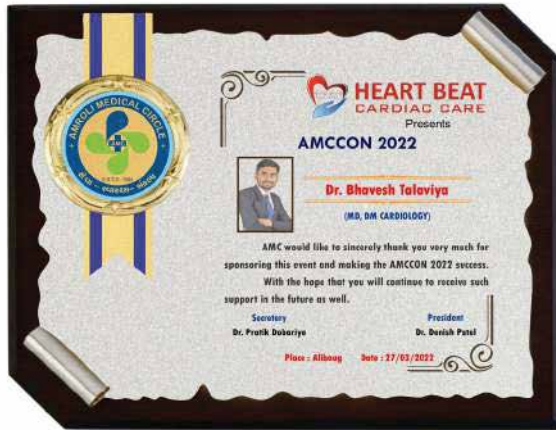 AMROLI MEDICAL CIRCLE
AMC
HEART BEAT
CARDIAC CARE
Presents
AMCCON 2022
Dr. Bhavesh Talaviya
(MD, DM CARDIOLOGY)
AMC would like to sincerely thank you very much for
sponsoring this event and making the AMCCON 2022 success.
With the hope that you will continue to receive such
support in the future as well.
Secretary President
Dr. Pratik Dobariya Dr. Denish Patel
Place : Alibaug Date : 27/03/2022